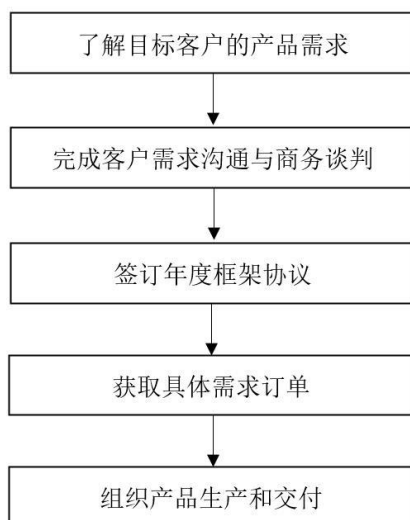 了解目标客户的产品需求
完成客户需求沟通与商务谈判
签订年度框架协议
获取具体需求订单
组织产品生产和交付